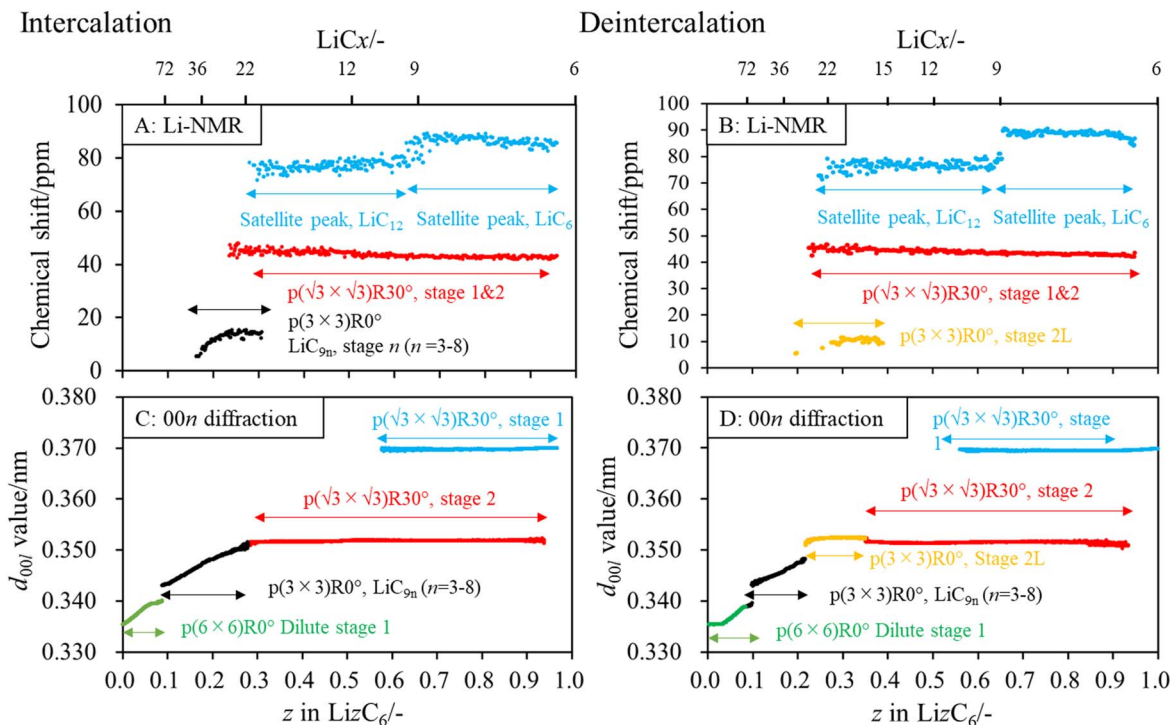 Intercalation
LiCx/-
72 36 22 12 9 6
A: Li-NMR
Chemical shift/ppm
100
80
60
40
20
0
Satellite peak, LiC12 Satellite peak, LiC6
p(√3 × √3)R30°, stage 1&2
p(3 × 3)R0°
LiC9n, stage n (n =3-8)
C: 00n diffraction
d00l value/nm
0.380
0.370
0.360
0.350
0.340
0.330
p(√3 × √3)R30°, stage 1
p(√3 × √3)R30°, stage 2
p(3 × 3)R0°, LiC9n (n=3-8)
p(6 × 6)R0° Dilute stage 1
0.0 0.1 0.2 0.3 0.4 0.5 0.6 0.7 0.8 0.9 1.0
z in LizC6/-
Deintercalation
LiCx/-
72 36 22 15 12 9 6
B: Li-NMR
Chemical shift/ppm
100
90
80
70
60
50
40
30
20
10
0
Satellite peak, LiC12 Satellite peak, LiC6
p(√3 × √3)R30°, stage 1&2
p(3 × 3)R0°, stage 2L
D: 00n diffraction
d00l value/nm
0.380
0.370
0.360
0.350
0.340
0.330
p(√3 × √3)R30°, stage
1
p(√3 × √3)R30°, stage 2
p(3 × 3)R0°, Stage 2L
p(3 × 3)R0°, LiC9n (n=3-8)
p(6 × 6)R0° Dilute stage 1
0.0 0.1 0.2 0.3 0.4 0.5 0.6 0.7 0.8 0.9 1.0
z in LizC6/-